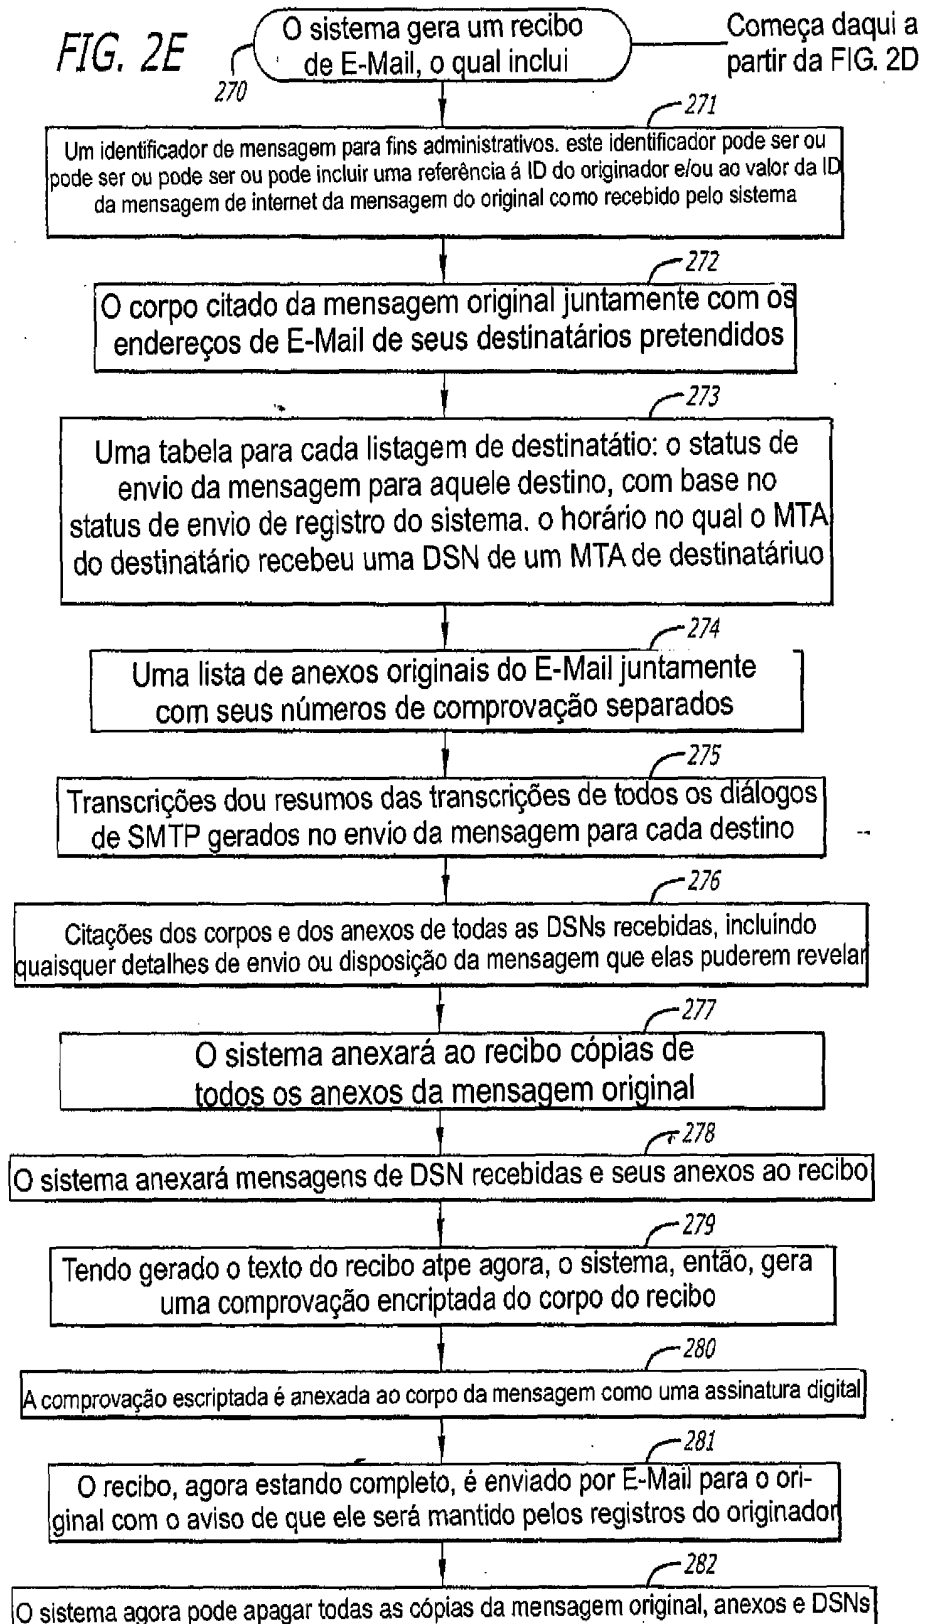 FIG. 2E
270
O sistema gera um recibo
de E-Mail, o qual inclui
Começa daqui a
partir da FIG. 2D
271
Um identificador de mensagem para fins administrativos. este identificador pode ser ou
pode ser ou pode ser ou pode incluir uma referência á ID do originador e/ou ao valor da ID
da mensagem de internet da mensagem do original como recebido pelo sistema
272
O corpo citado da mensagem original juntamente com os
endereços de E-Mail de seus destinatários pretendidos
273
Uma tabela para cada listagem de destinatátio: o status de
envio da mensagem para aquele destino, com base no
status de envio de registro do sistema. o horário no qual o MTA
do destinatário recebeu uma DSN de um MTA de destinatáriuo
274
Uma lista de anexos originais do E-Mail juntamente
com seus números de comprovação separados
275
Transcrições dou resumos das transcrições de todos os diálogos
de SMTP gerados no envio da mensagem para cada destino
276
Citações dos corpos e dos anexos de todas as DSNs recebidas, incluíndo
quaisquer detalhes de envio ou disposição da mensagem que elas puderem revelar
277
O sistema anexará ao recibo cópias de
todos os anexos da mensagem original
278
O sistema anexará mensagens de DSN recebidas e seus anexos ao recibo
279
Tendo gerado o texto do recibo atpe agora, o sistema, então, gera
uma comprovação encriptada do corpo do recibo
280
A comprovação escriptada é anexada ao corpo da mensagem como uma assinatura digital
281
O recibo, agora estando completo, é enviado por E-Mail para o ori-
ginal com o aviso de que ele será mantido pelos registros do originador
282
O sistema agora pode apagar todas as cópias da mensagem original, anexos e DSNs